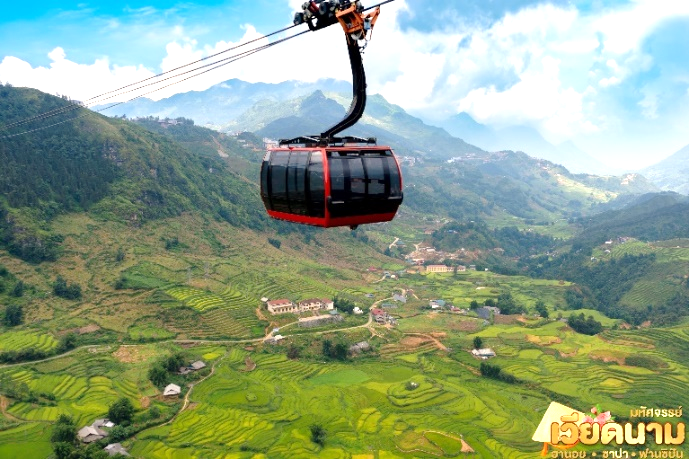 มหัศจรรย์
เวียดนาม
ฮานอย • ซาปา • ฟานซิปัน